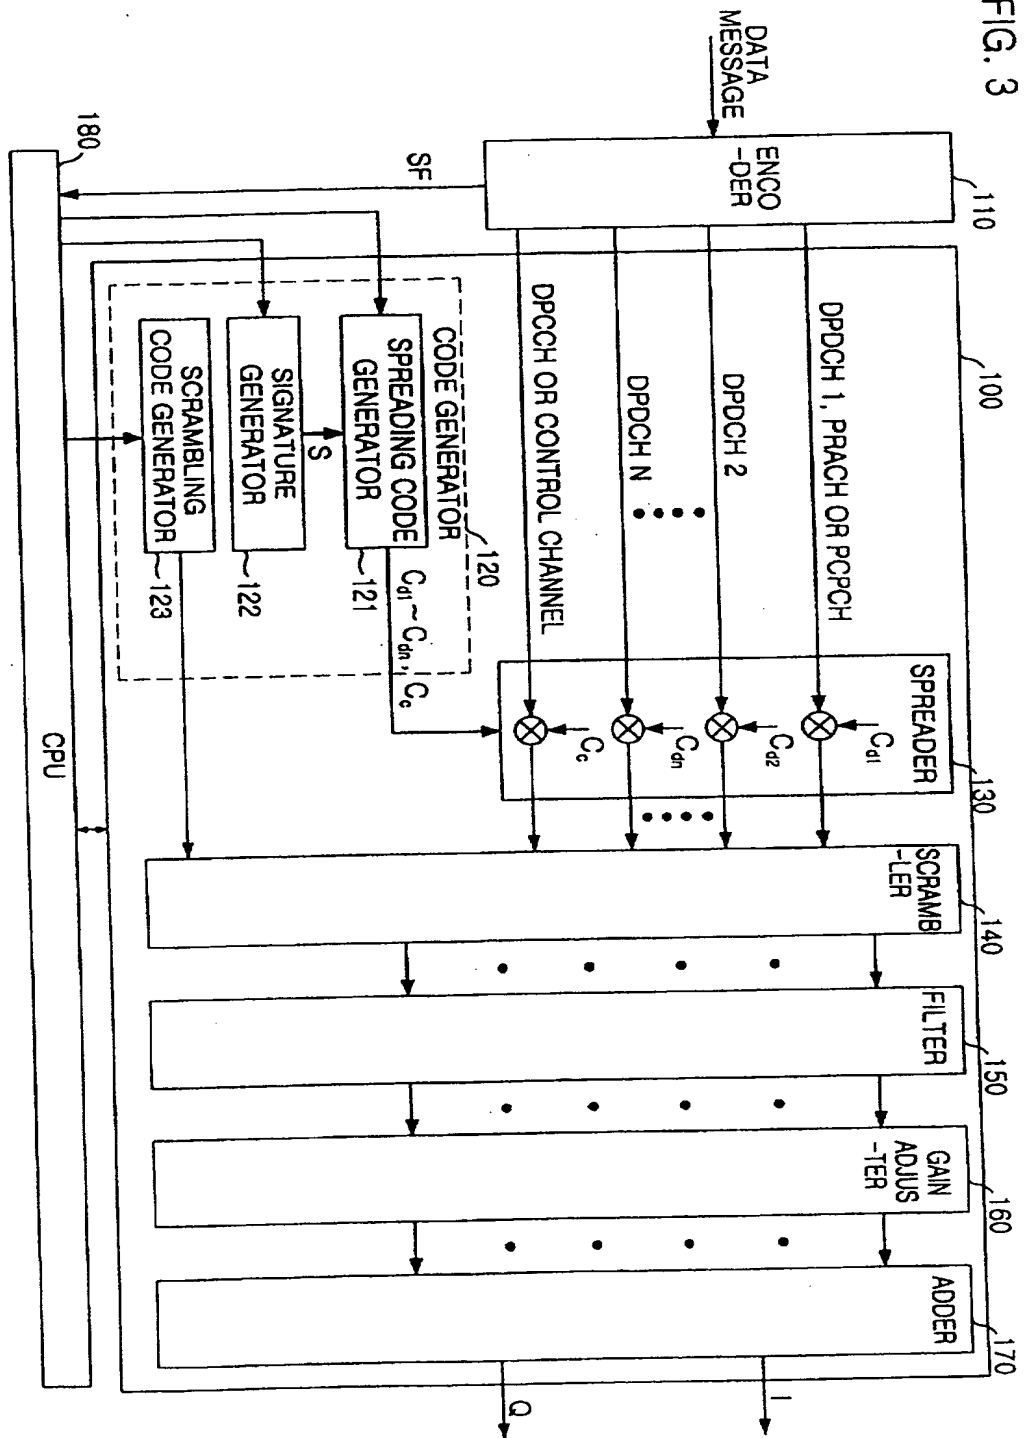 FIG. 3
DATA
MESSAGE
ENCO
-DER
110
100
DPDCH 1, PRACH OR PCPCH
DPDCH 2
DPDCH N
DPCCH OR CONTROL CHANNEL
SPREADER
130
Cd1
Cd2
Cdn
Cc
SCRAMB
-LER
140
FILTER
150
GAIN
ADJUS
-TER
160
ADDER
170
I
Q
SF
CODE GENERATOR
120
SPREADING CODE
GENERATOR
121
Cd1~Cdn, Cc
S
SIGNATURE
GENERATOR
122
SCRAMBLING
CODE GENERATOR
123
180
CPU